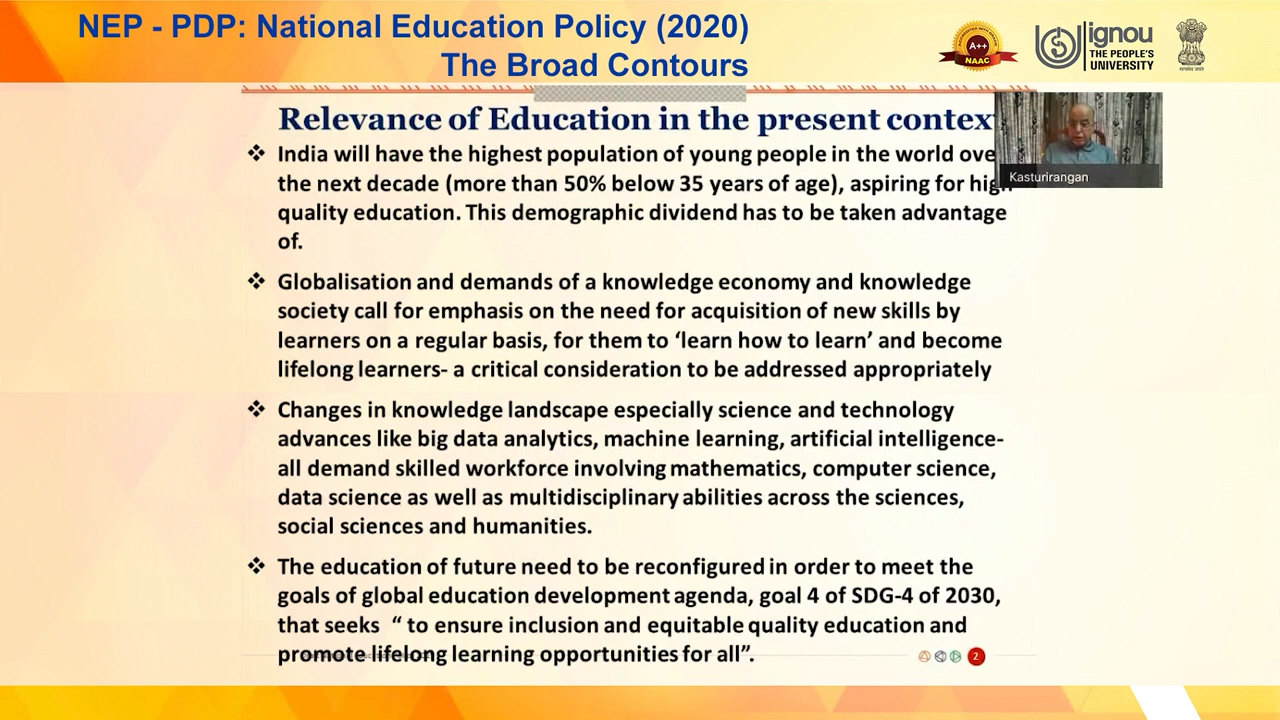 NEP - PDP: National Education Policy (2020)
The Broad Contours
A++
NAAC
ignou
THE PEOPLE'S
UNIVERSITY
Relevance of Education in the present contex
Kasturirangan
❖ India will have the highest population of young people in the world ove
the next decade (more than 50% below 35 years of age), aspiring for high
quality education. This demographic dividend has to be taken advantage
of.
❖ Globalisation and demands of a knowledge economy and knowledge
society call for emphasis on the need for acquisition of new skills by
learners on a regular basis, for them to ‘learn how to learn’ and become
lifelong learners- a critical consideration to be addressed appropriately
❖ Changes in knowledge landscape especially science and technology
advances like big data analytics, machine learning, artificial intelligence-
all demand skilled workforce involving mathematics, computer science,
data science as well as multidisciplinary abilities across the sciences,
social sciences and humanities.
❖ The education of future need to be reconfigured in order to meet the
goals of global education development agenda, goal 4 of SDG-4 of 2030,
that seeks “ to ensure inclusion and equitable quality education and
promote lifelong learning opportunities for all”.
2